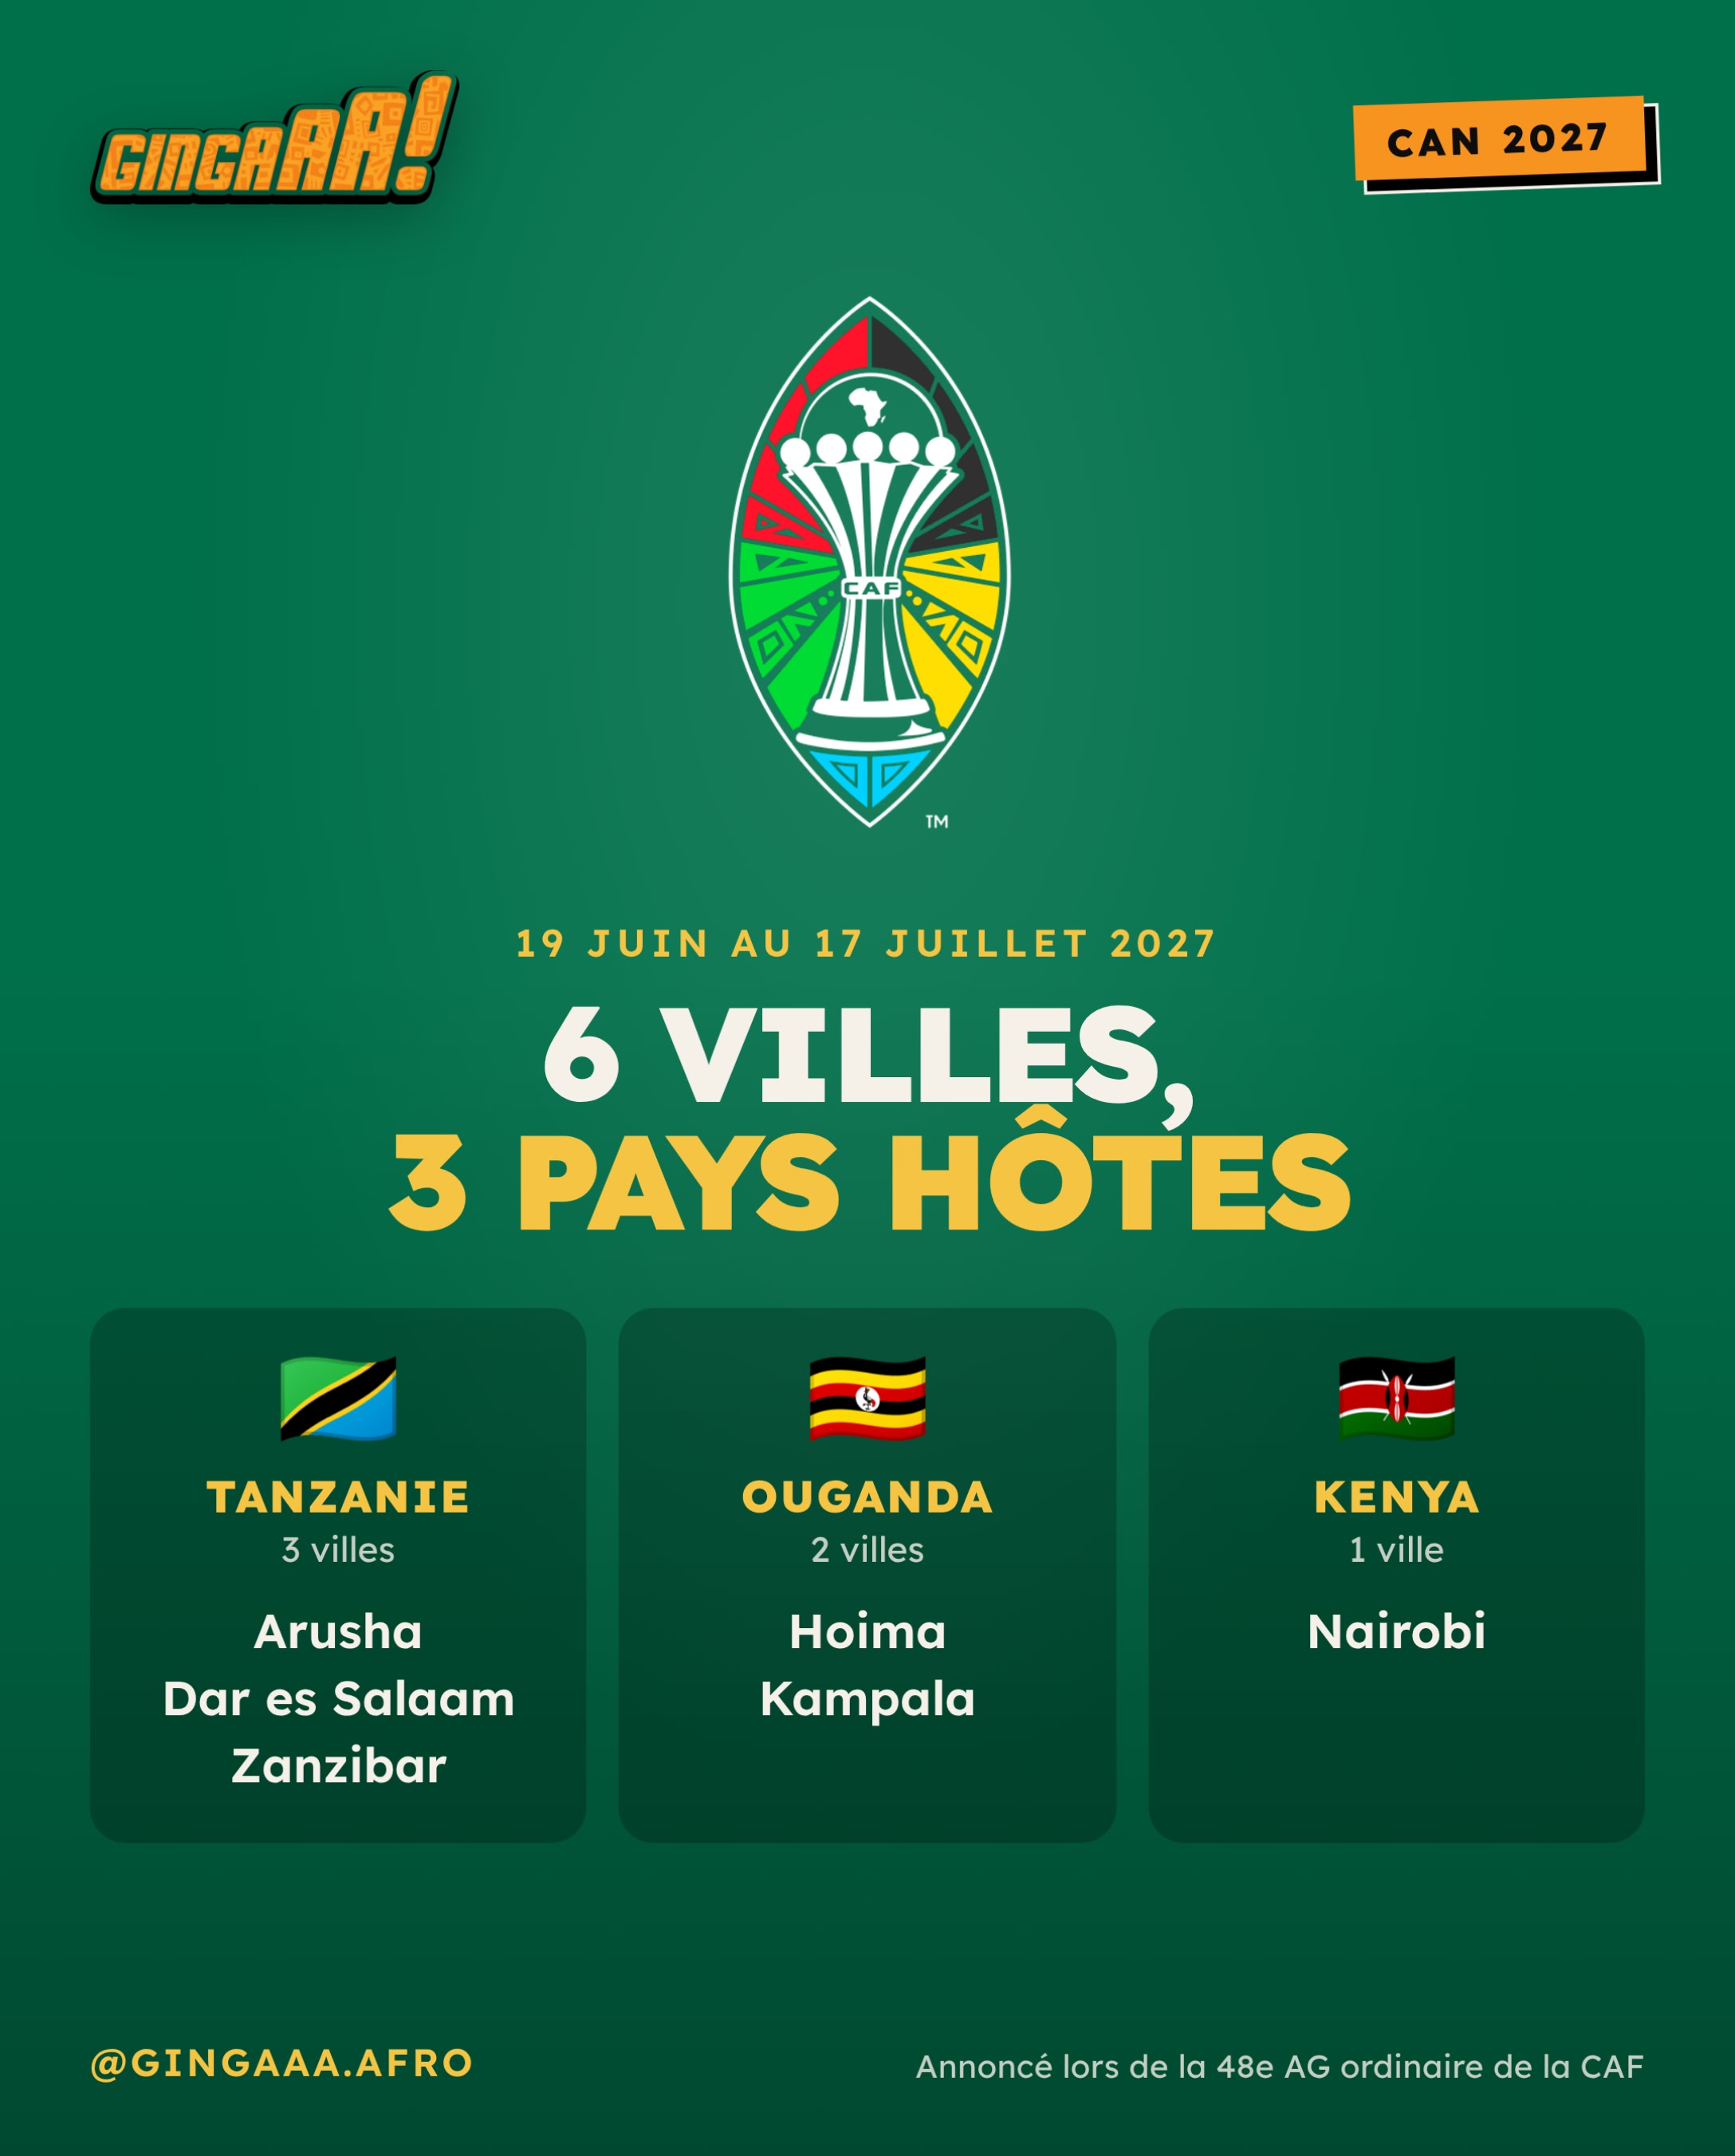 GINGAAA!
CAN 2027
CAF
TM
19 JUIN AU 17 JUILLET 2027
6 VILLES,
3 PAYS HÔTES
TANZANIE
3 villes
Arusha
Dar es Salaam
Zanzibar
OUGANDA
2 villes
Hoima
Kampala
KENYA
1 ville
Nairobi
@GINGAAA.AFRO
Annoncé lors de la 48e AG ordinaire de la CAF